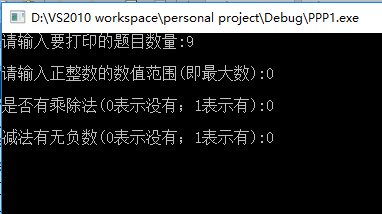 D:\VS2010 workspace\personal project\Debug\PPP1.exe
请输入要打印的题目数量:9
请输入正整数的数值范围(即最大数):0
是否有乘除法(0表示没有；1表示有):0
减法有无负数(0表示没有；1表示有):0